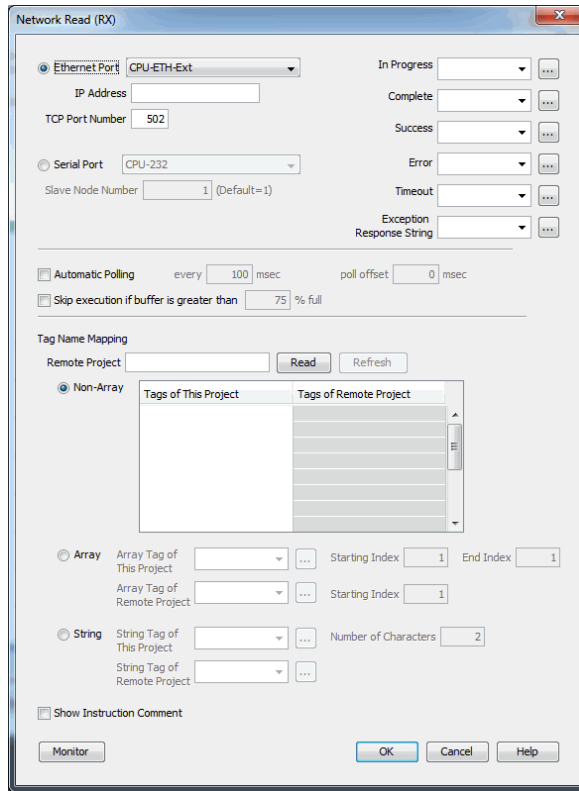 Network Read (RX)
Ethernet Port CPU-ETH-Ext
IP Address
TCP Port Number 502
Serial Port CPU-232
Slave Node Number 1 (Default=1)
In Progress ...
Complete ...
Success ...
Error ...
Timeout ...
Exception
Response String ...
Automatic Polling every 100 msec poll offset 0 msec
Skip execution if buffer is greater than 75 % full
Tag Name Mapping
Remote Project Read Refresh
Non-Array Tags of This Project Tags of Remote Project
Array Array Tag of
This Project ... Starting Index 1 End Index 1
Array Tag of
Remote Project ... Starting Index 1
String String Tag of
This Project ... Number of Characters 2
String Tag of
Remote Project ...
Show Instruction Comment
Monitor OK Cancel Help